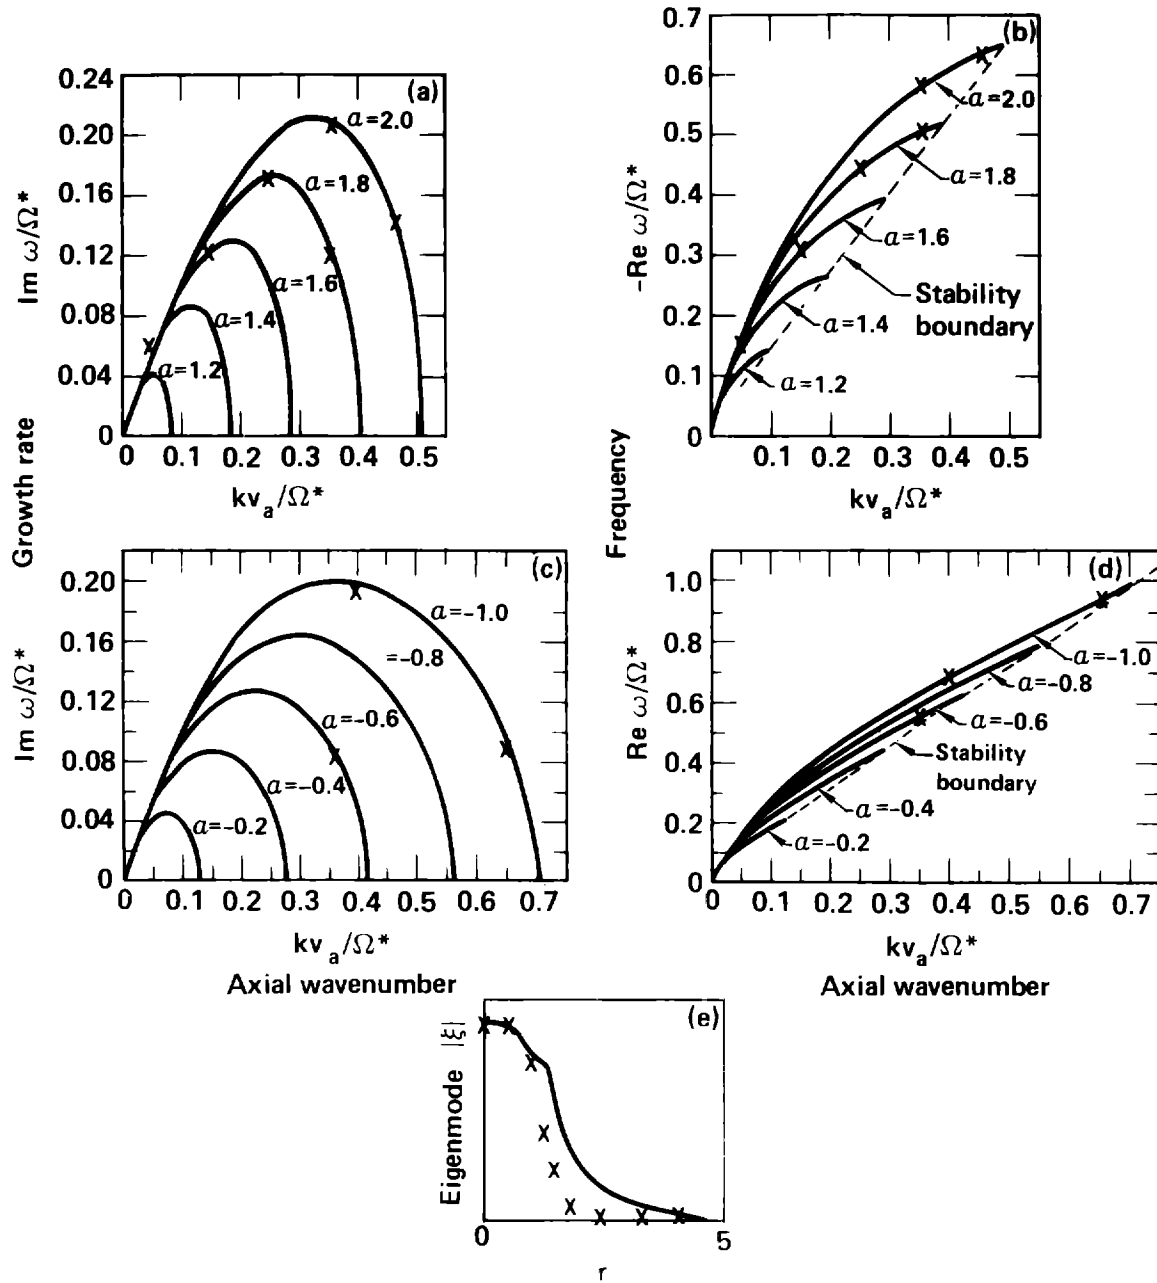 (a)
0.24
0.20
0.16
0.12
0.08
0.04
0
Im ω/Ω*
a=2.0
a=1.8
a=1.6
a=1.4
a=1.2
0 0.1 0.2 0.3 0.4 0.5
kv_a/Ω*
(b)
0.7
0.6
0.5
0.4
0.3
0.2
0.1
0
-Re ω/Ω*
a=2.0
a=1.8
a=1.6
Stability
boundary
a=1.4
a=1.2
0.1 0.2 0.3 0.4 0.5
kv_a/Ω*
Growth rate
Frequency
(c)
0.20
0.16
0.12
0.08
0.04
0
Im ω/Ω*
a=-1.0
=-0.8
a=-0.6
a=-0.4
a=-0.2
0 0.1 0.2 0.3 0.4 0.5 0.6 0.7
kv_a/Ω*
Axial wavenumber
(d)
1.0
0.8
0.6
0.4
0.2
0
Re ω/Ω*
a=-1.0
a=-0.8
a=-0.6
Stability
boundary
a=-0.4
a=-0.2
0 0.1 0.2 0.3 0.4 0.5 0.6 0.7
kv_a/Ω*
Axial wavenumber
(e)
Eigenmode |ξ|
0 5
r